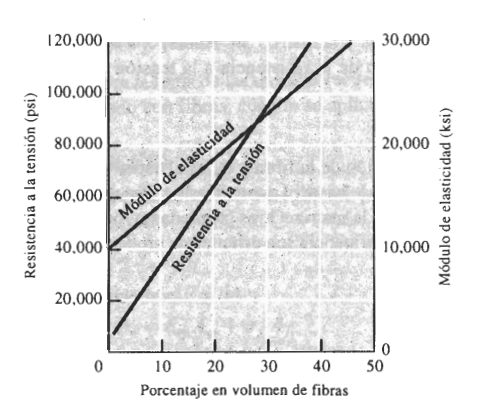 120,000
100,000
80,000
60,000
40,000
20,000
Resistencia a la tensión (psi)
Módulo de elasticidad
Resistencia a la tensión
30,000
20,000
10,000
0
Módulo de elasticidad (ksi)
0 10 20 30 40 50
Porcentaje en volumen de fibras